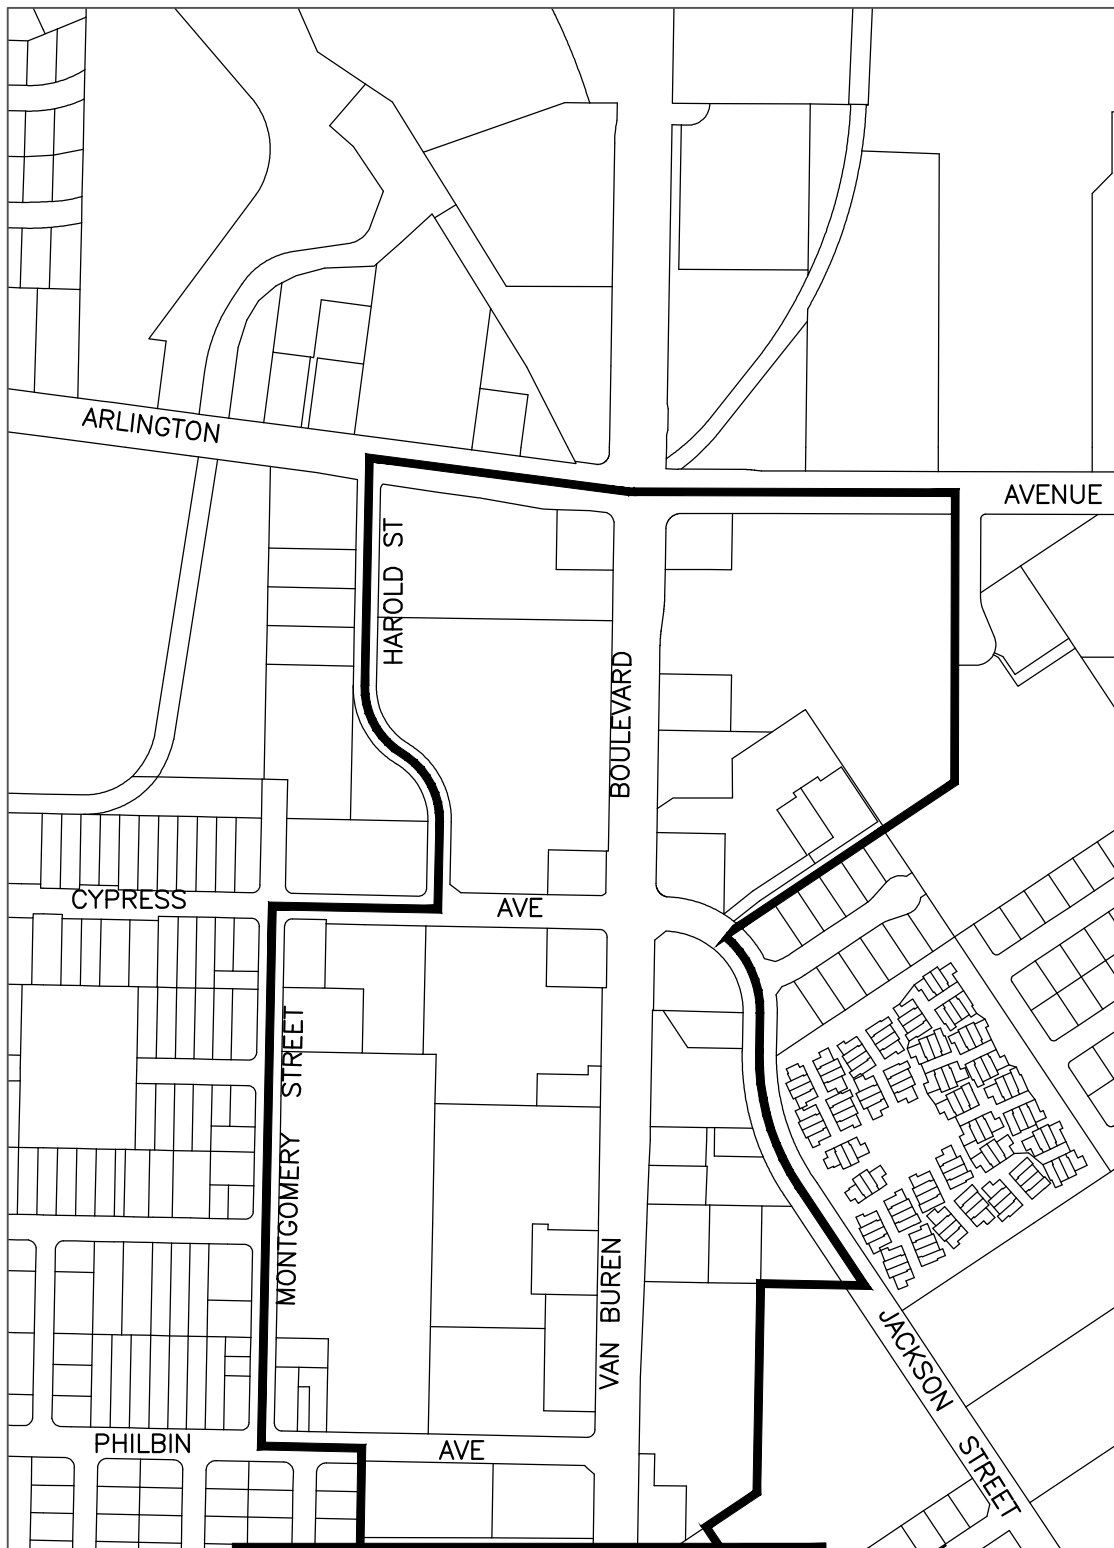 ARLINGTON
AVENUE
HAROLD ST
BOULEVARD
CYPRESS
AVE
MONTGOMERY STREET
VAN BUREN
JACKSON STREET
PHILBIN
AVE